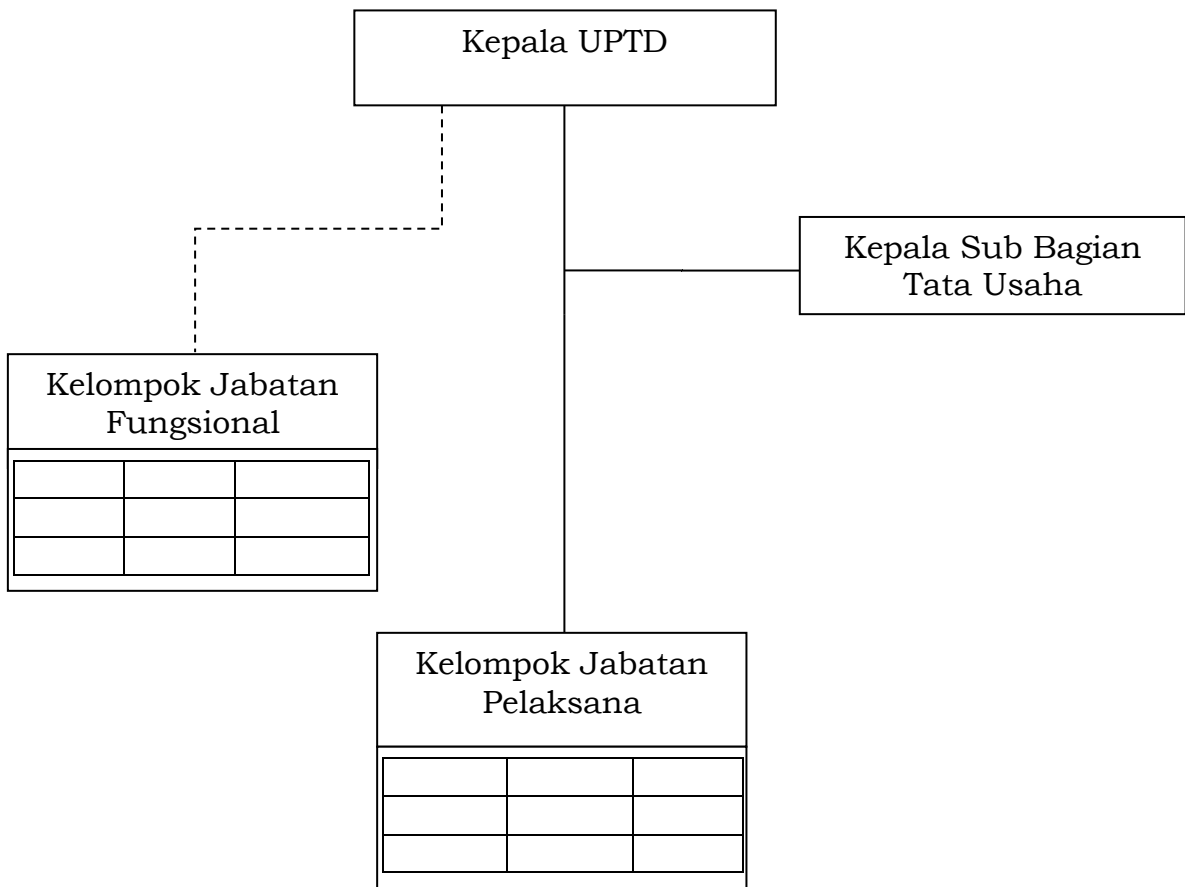 Kepala UPTD
Kepala Sub Bagian
Tata Usaha
Kelompok Jabatan
Fungsional
Kelompok Jabatan
Pelaksana